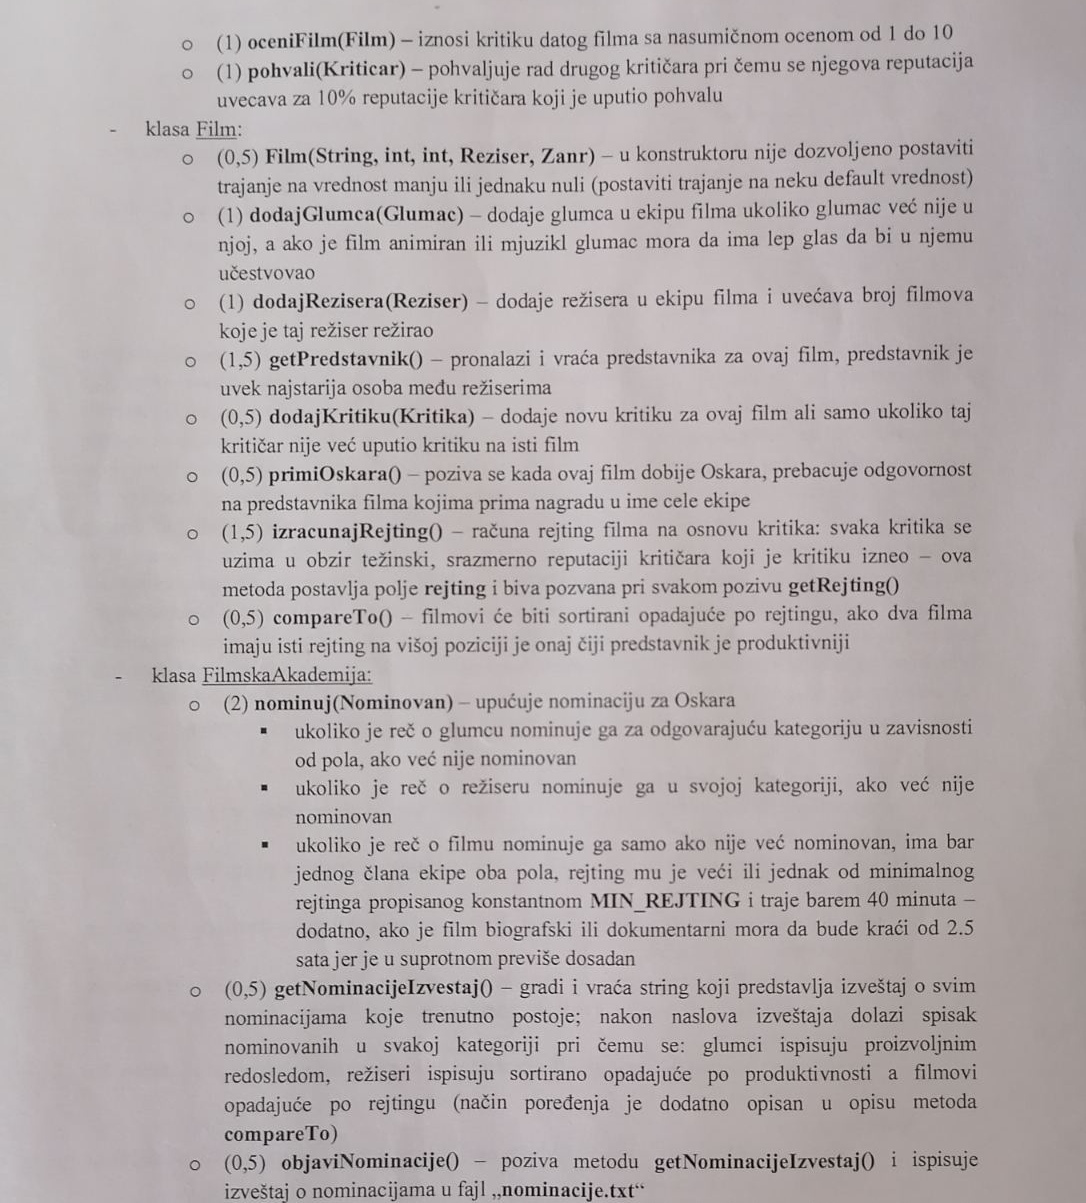 ○ (1) oceniFilm(Film) – iznosi kritiku datog filma sa nasumičnom ocenom od 1 do 10
○ (1) pohvali(Kriticar) – pohvaljuje rad drugog kritičara pri čemu se njegova reputacija
uvecava za 10% reputacije kritičara koji je uputio pohvalu
- klasa Film:
○ (0,5) Film(String, int, int, Reziser, Zanr) – u konstruktoru nije dozvoljeno postaviti
trajanje na vrednost manju ili jednaku nuli (postaviti trajanje na neku default vrednost)
○ (1) dodajGlumca(Glumac) – dodaje glumca u ekipu filma ukoliko glumac već nije u
njoj, a ako je film animiran ili mjuzikl glumac mora da ima lep glas da bi u njemu
učestvovao
○ (1) dodajRezisera(Reziser) – dodaje režisera u ekipu filma i uvećava broj filmova
koje je taj režiser režirao
○ (1,5) getPredstavnik() – pronalazi i vraća predstavnika za ovaj film, predstavnik je
uvek najstarija osoba među režiserima
○ (0,5) dodajKritiku(Kritika) – dodaje novu kritiku za ovaj film ali samo ukoliko taj
kritičar nije već uputio kritiku na isti film
○ (0,5) primiOskara() – poziva se kada ovaj film dobije Oskara, prebacuje odgovornost
na predstavnika filma kojima prima nagradu u ime cele ekipe
○ (1,5) izracunajRejting() – računa rejting filma na osnovu kritika: svaka kritika se
uzima u obzir težinski, srazmerno reputaciji kritičara koji je kritiku izneo – ova
metoda postavlja polje rejting i biva pozvana pri svakom pozivu getRejting()
○ (0,5) compareTo() – filmovi će biti sortirani opadajuće po rejtingu, ako dva filma
imaju isti rejting na višoj poziciji je onaj čiji predstavnik je produktivniji
- klasa FilmskaAkademija:
○ (2) nominuj(Nominovan) – upućuje nominaciju za Oskara
▪ ukoliko je reč o glumcu nominuje ga za odgovarajuću kategoriju u zavisnosti
od pola, ako već nije nominovan
▪ ukoliko je reč o režiseru nominuje ga u svojoj kategoriji, ako već nije
nominovan
▪ ukoliko je reč o filmu nominuje ga samo ako nije već nominovan, ima bar
jednog člana ekipe oba pola, rejting mu je veći ili jednak od minimalnog
rejtinga propisanog konstantnom MIN_REJTING i traje barem 40 minuta –
dodatno, ako je film biografski ili dokumentarni mora da bude kraći od 2.5
sata jer je u suprotnom previše dosadan
○ (0,5) getNominacijeIzvestaj() – gradi i vraća string koji predstavlja izveštaj o svim
nominacijama koje trenutno postoje; nakon naslova izveštaja dolazi spisak
nominovanih u svakoj kategoriji pri čemu se: glumci ispisuju proizvoljnim
redosledom, režiseri ispisuju sortirano opadajuće po produktivnosti a filmovi
opadajuće po rejtingu (način poređenja je dodatno opisan u opisu metoda
compareTo)
○ (0,5) objaviNominacije() – poziva metodu getNominacijeIzvestaj() i ispisuje
izveštaj o nominacijama u fajl „nominacije.txt“